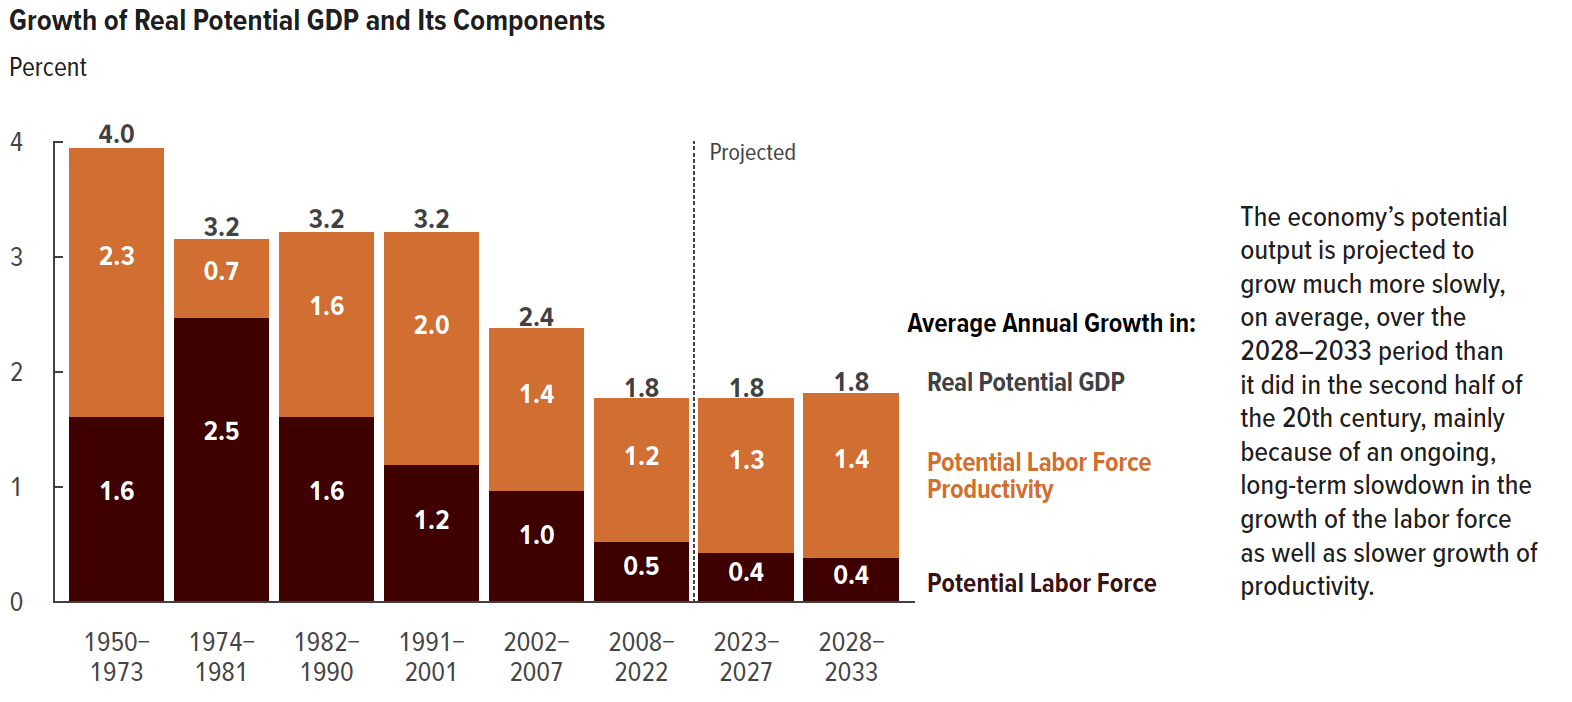 Growth of Real Potential GDP and Its Components
Percent
4
3
2
1
0
4.0
2.3
1.6
3.2
0.7
2.5
3.2
1.6
1.6
3.2
2.0
1.2
2.4
1.4
1.0
1.8
1.2
0.5
Projected
1.8
1.3
0.4
1.8
1.4
0.4
1950–
1973
1974–
1981
1982–
1990
1991–
2001
2002–
2007
2008–
2022
2023–
2027
2028–
2033
Average Annual Growth in:
Real Potential GDP
Potential Labor Force
Productivity
Potential Labor Force
The economy’s potential
output is projected to
grow much more slowly,
on average, over the
2028–2033 period than
it did in the second half of
the 20th century, mainly
because of an ongoing,
long-term slowdown in the
growth of the labor force
as well as slower growth of
productivity.